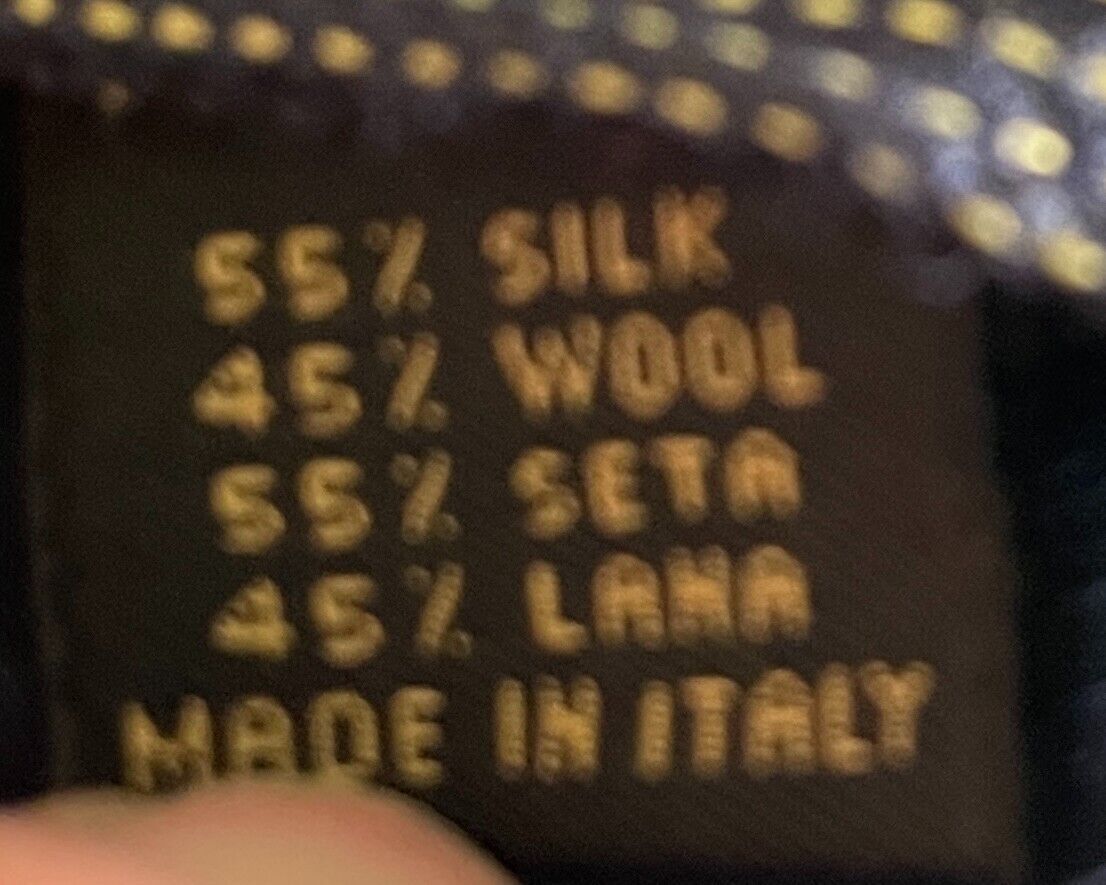 55% SILK
45% WOOL
55% SETA
45% LANA
MADE IN ITALY